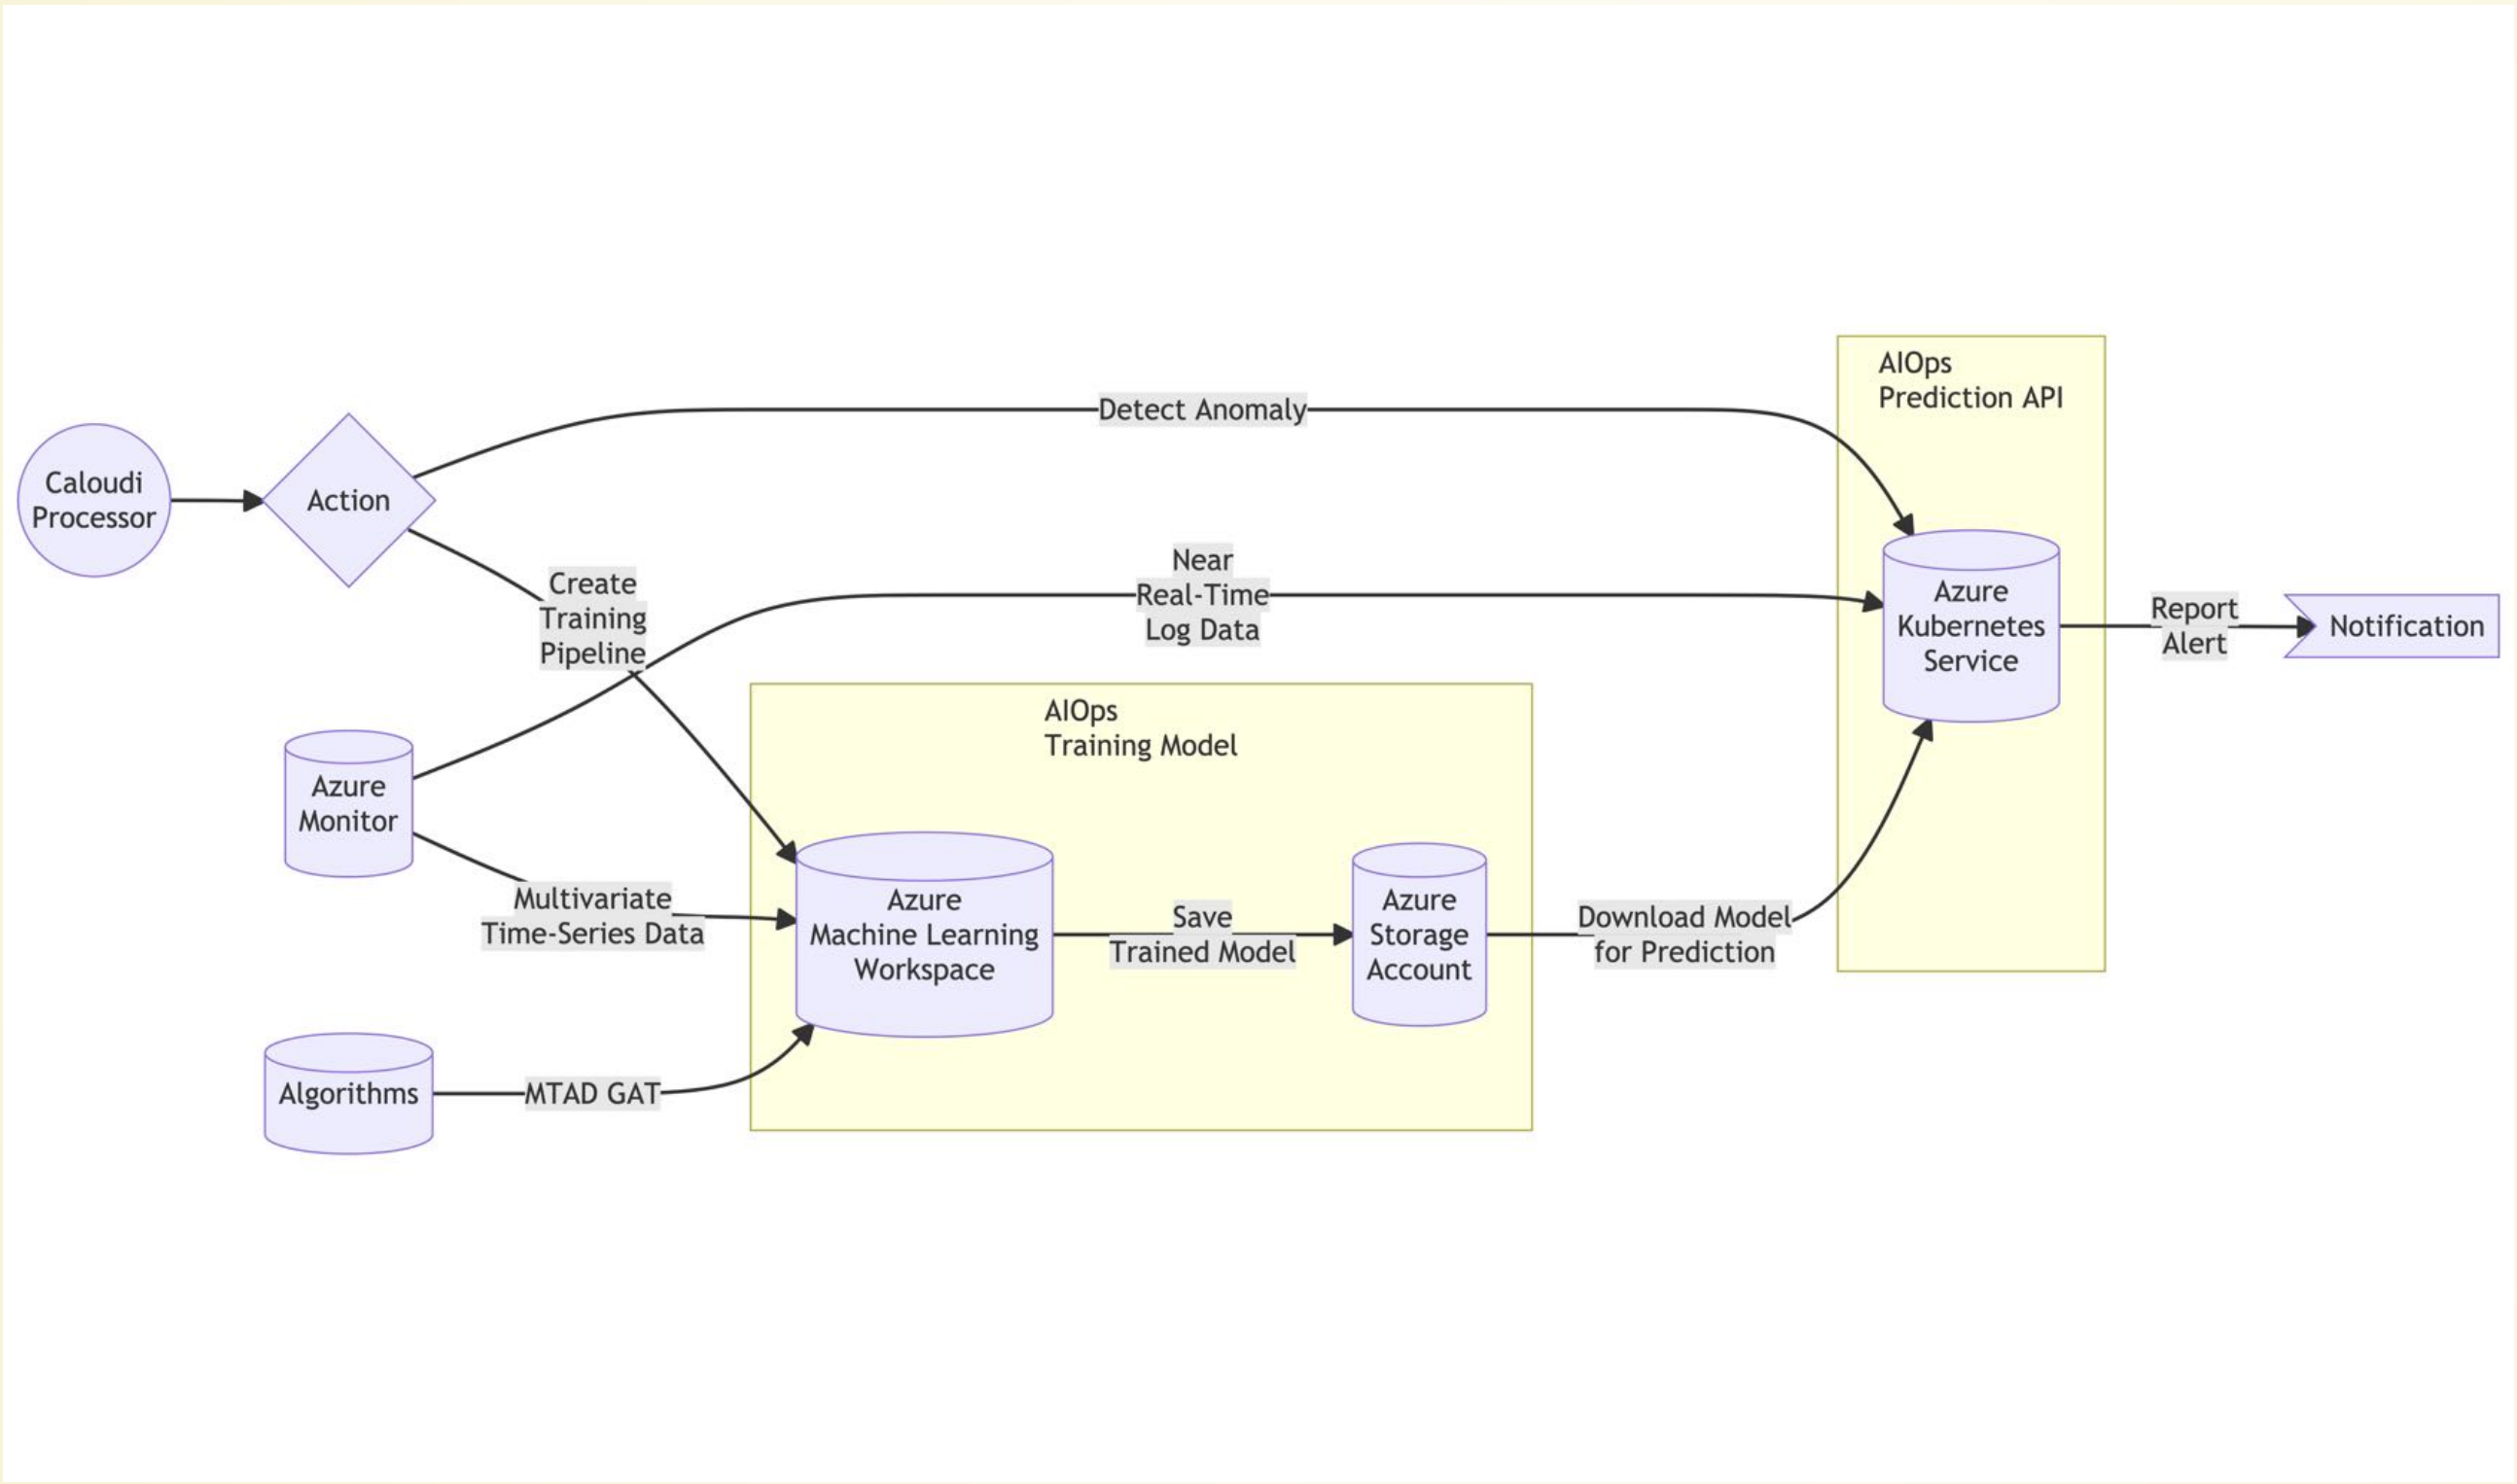 AIOps
Prediction API
Detect Anomaly
Caloudi
Processor
Action
Near
Real-Time
Log Data
Create
Training
Pipeline
Azure
Kubernetes
Service
Report
Alert
Notification
AIOps
Training Model
Azure
Monitor
Multivariate
Time-Series Data
Azure
Machine Learning
Workspace
Save
Trained Model
Azure
Storage
Account
Download Model
for Prediction
Algorithms
MTAD GAT